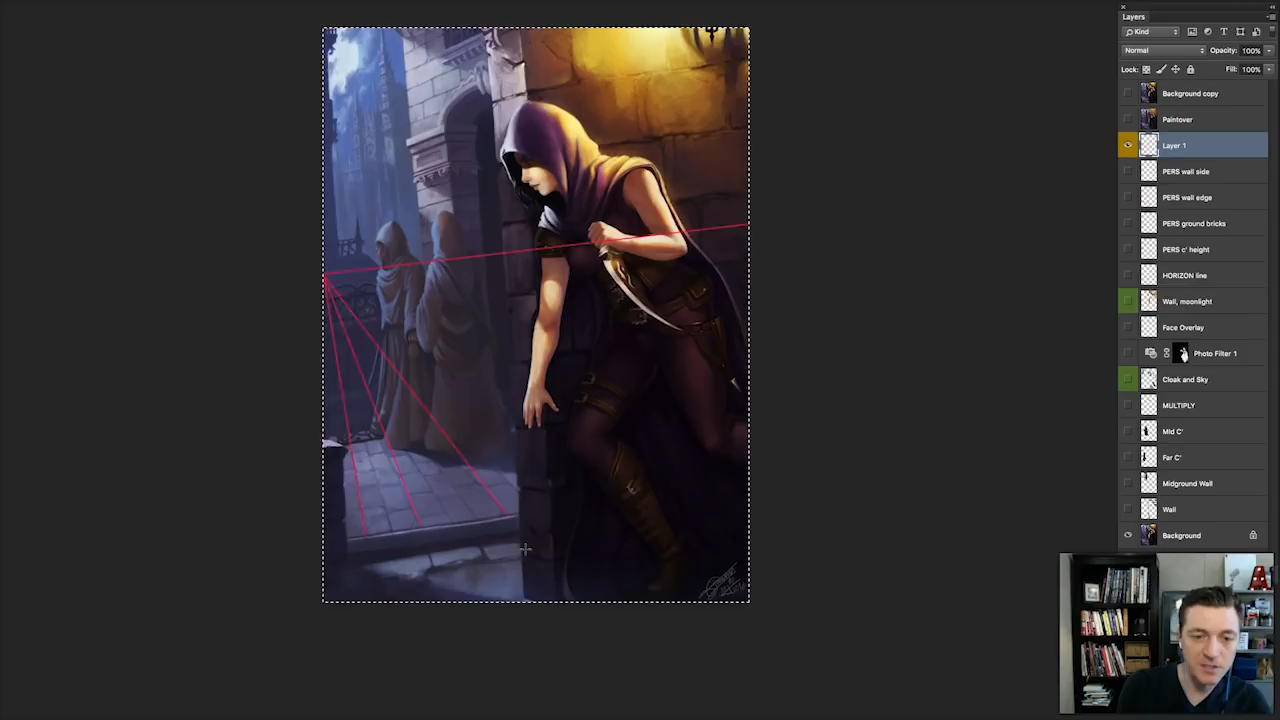 Layers
Kind
Normal
Opacity: 100%
Lock:
Fill: 100%
Background copy
Paintover
Layer 1
PERS wall side
PERS wall edge
PERS ground bricks
PERS c' height
HORIZON line
Wall, moonlight
Face Overlay
Photo Filter 1
Cloak and Sky
MULTIPLY
Mid C'
Far C'
Midground Wall
Wall
Background